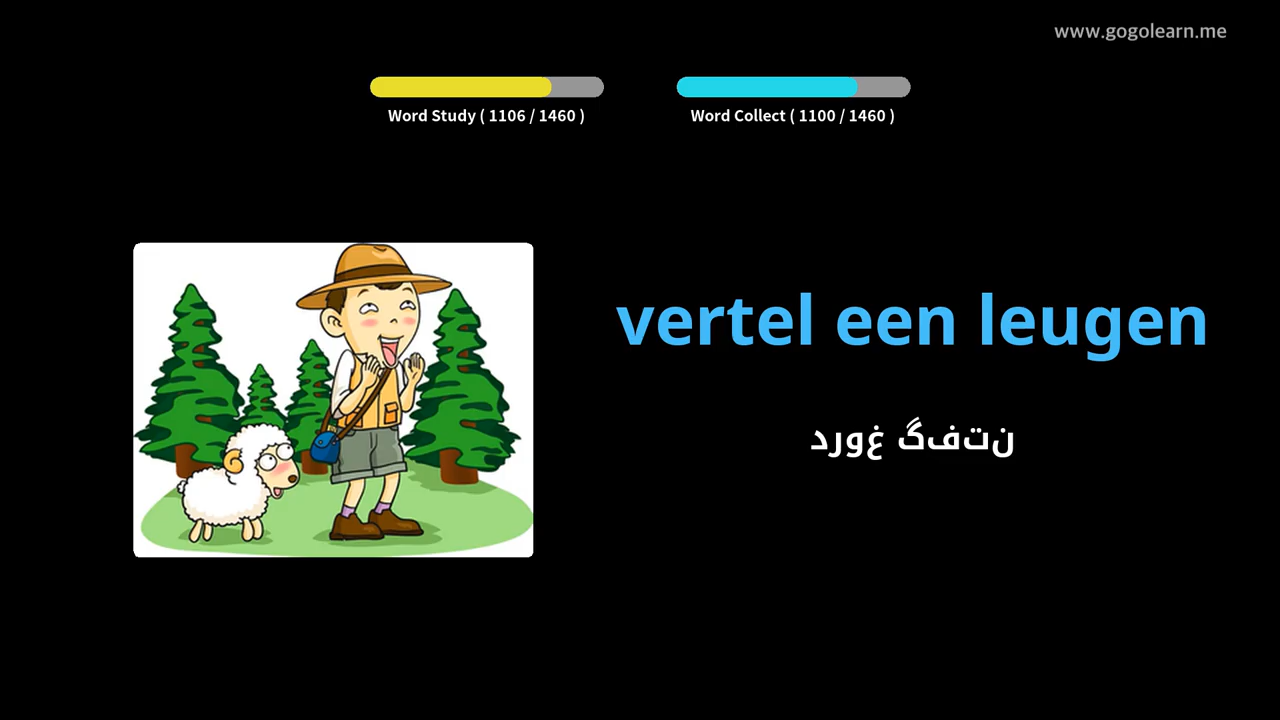 www.gogolearn.me
Word Study ( 1106 / 1460 )
Word Collect ( 1100 / 1460 )
vertel een leugen
دروغ گفتن